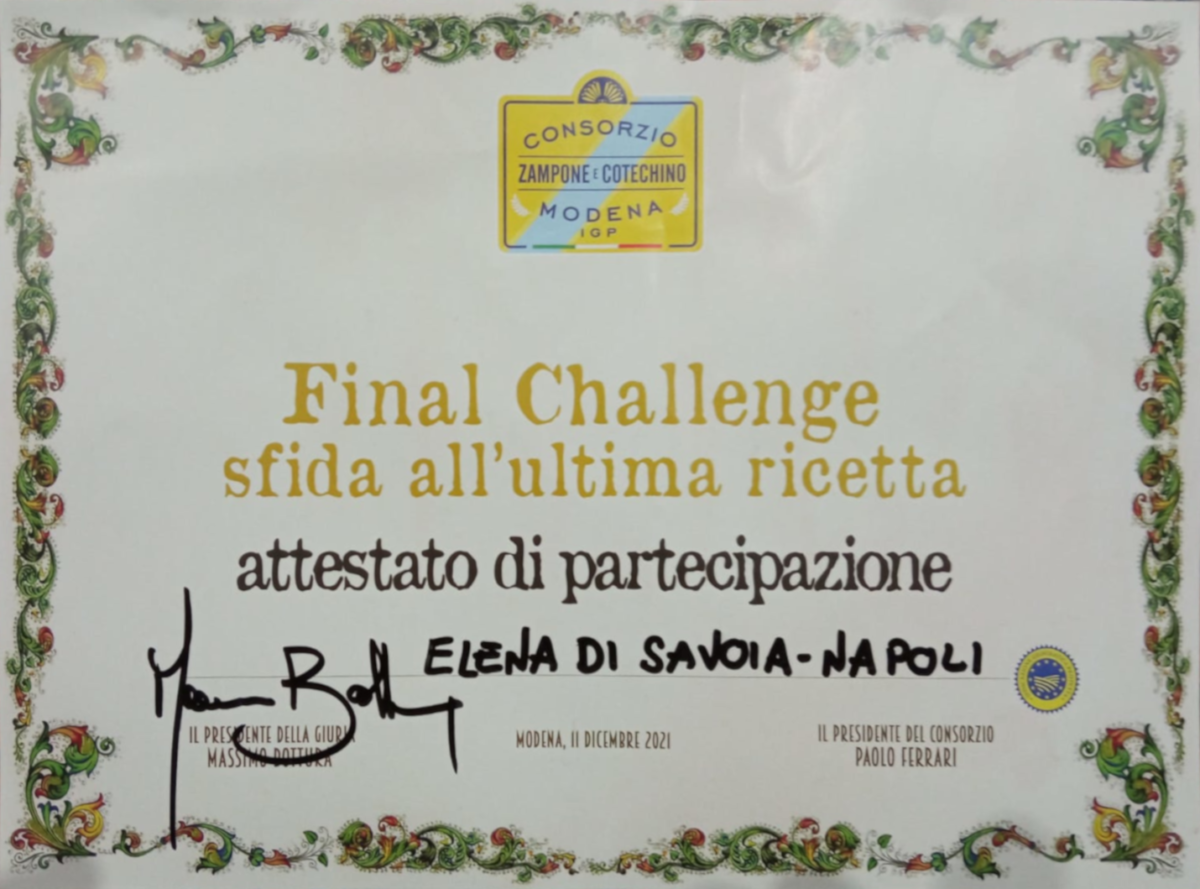 CONSORZIO
ZAMPONE E COTECHINO
MODENA
IGP
Final Challenge
sfida all'ultima ricetta
attestato di partecipazione
ELENA DI SAVOIA-NAPOLI
IL PRESIDENTE DELLA GIURIA
MASSIMO BOTTURA
MODENA, 11 DICEMBRE 2021
IL PRESIDENTE DEL CONSORZIO
PAOLO FERRARI